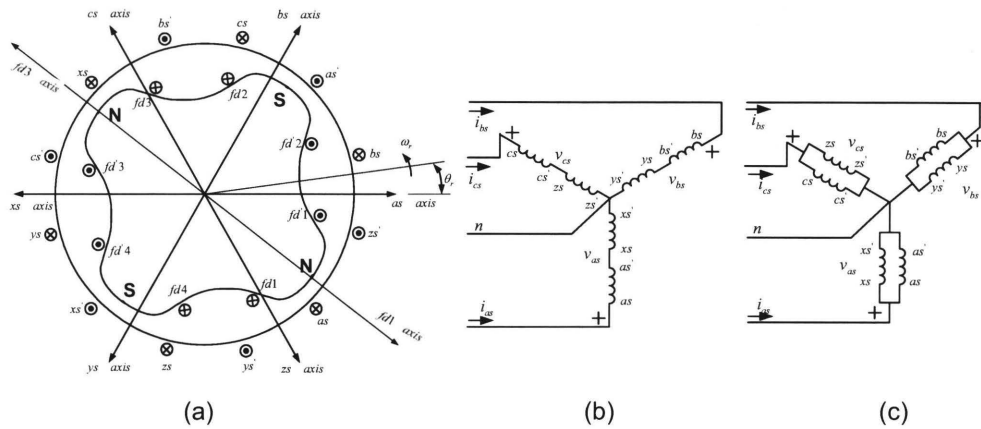 cs axis
bs'
cs
bs axis
fd3 axis
xs
as'
N
fd3
fd2
S
cs'
fd'3
fd'2
bs
ωr
θr
xs axis
as axis
ys
fd'4
fd'1
zs'
S
fd4
fd1
N
xs'
as
fd1 axis
ys axis
zs
ys'
zs axis
(a)
ibs
+
cs
vcs
ics
cs'
zs
zs'
ys
bs'
bs
+
ys'
vbs
n
xs'
vas
xs
as'
as
ias
+
(b)
ibs
+
zs
vcs
ics
zs'
cs
cs'
bs
+
bs'
ys
ys'
vbs
n
xs'
as'
vas
xs
as
ias
+
(c)